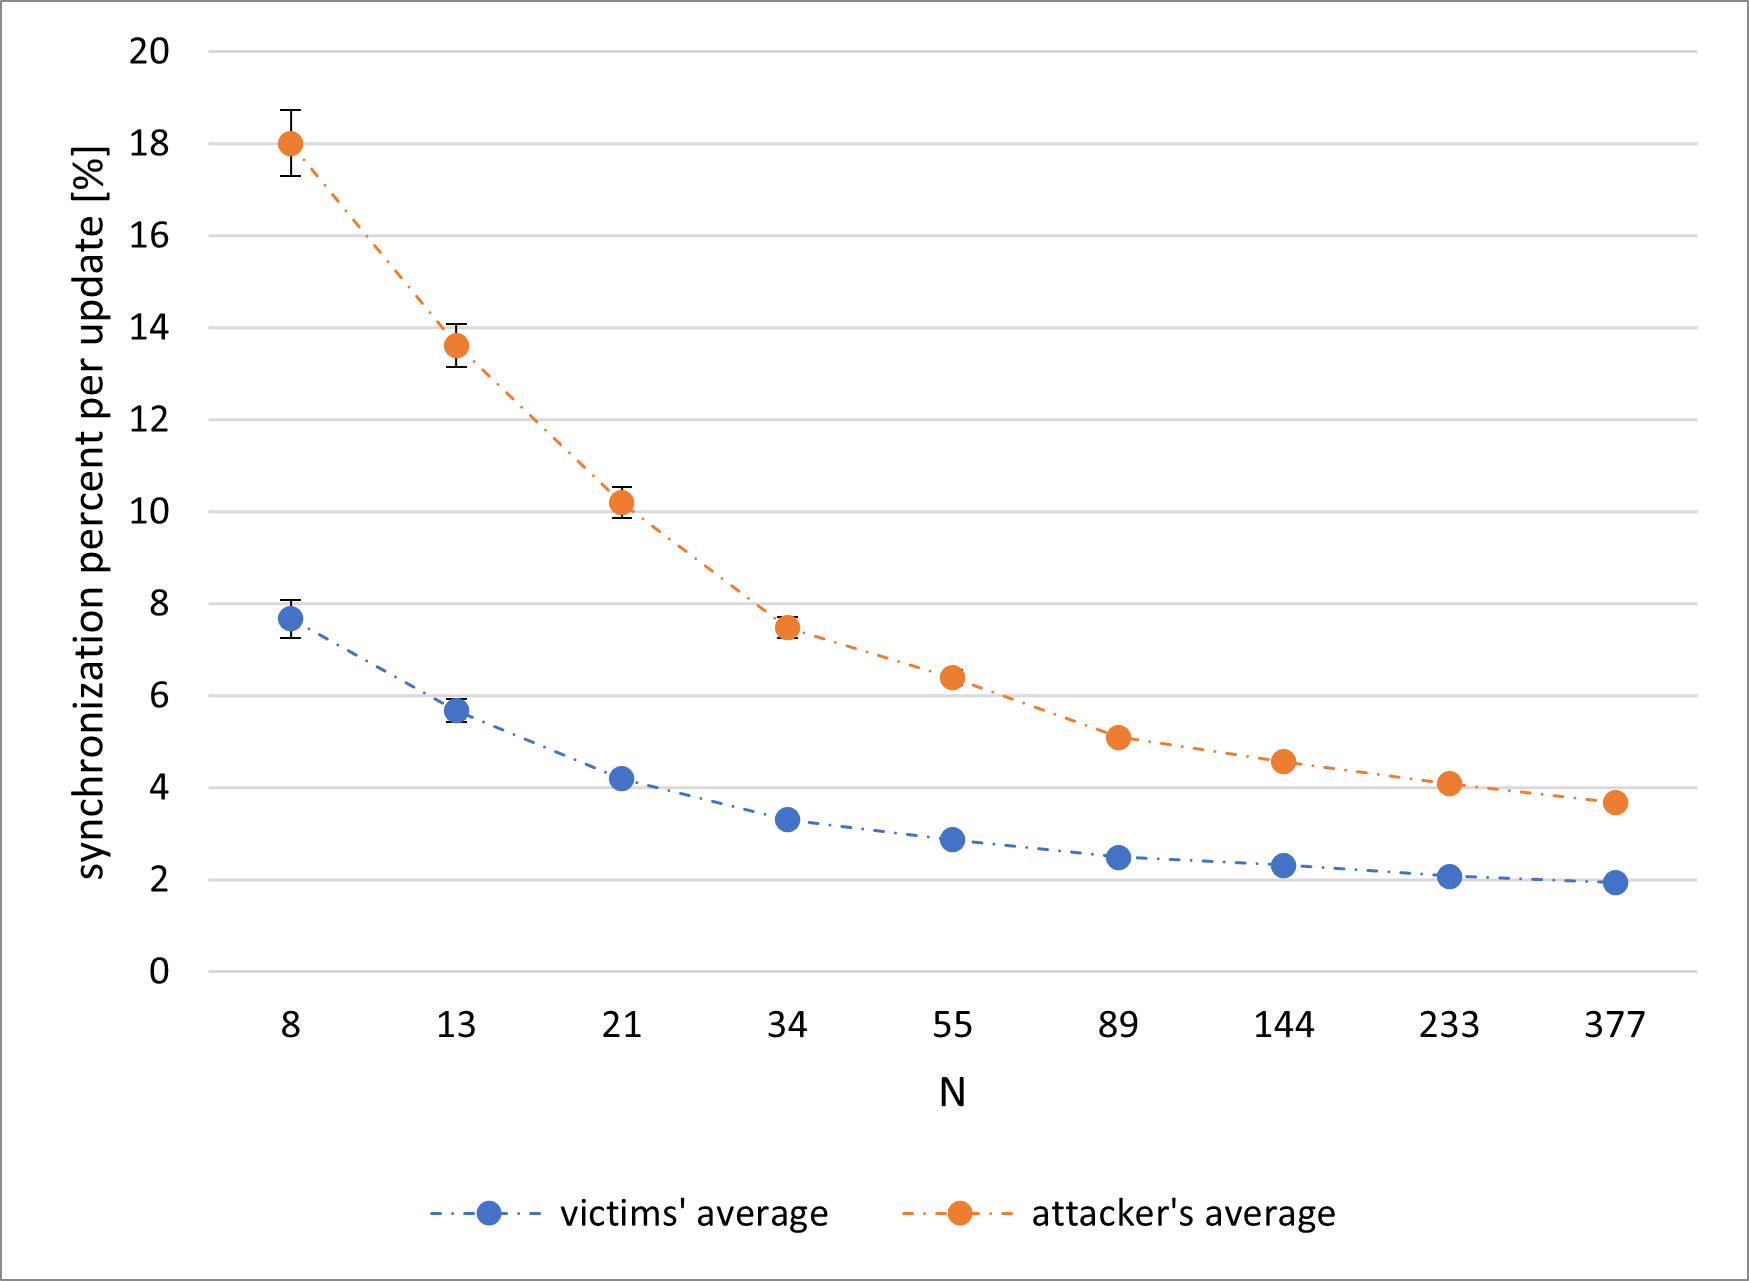 synchronization percent per update [%]
20
18
16
14
12
10
8
6
4
2
0
8 13 21 34 55 89 144 233 377
N
victims' average attacker's average